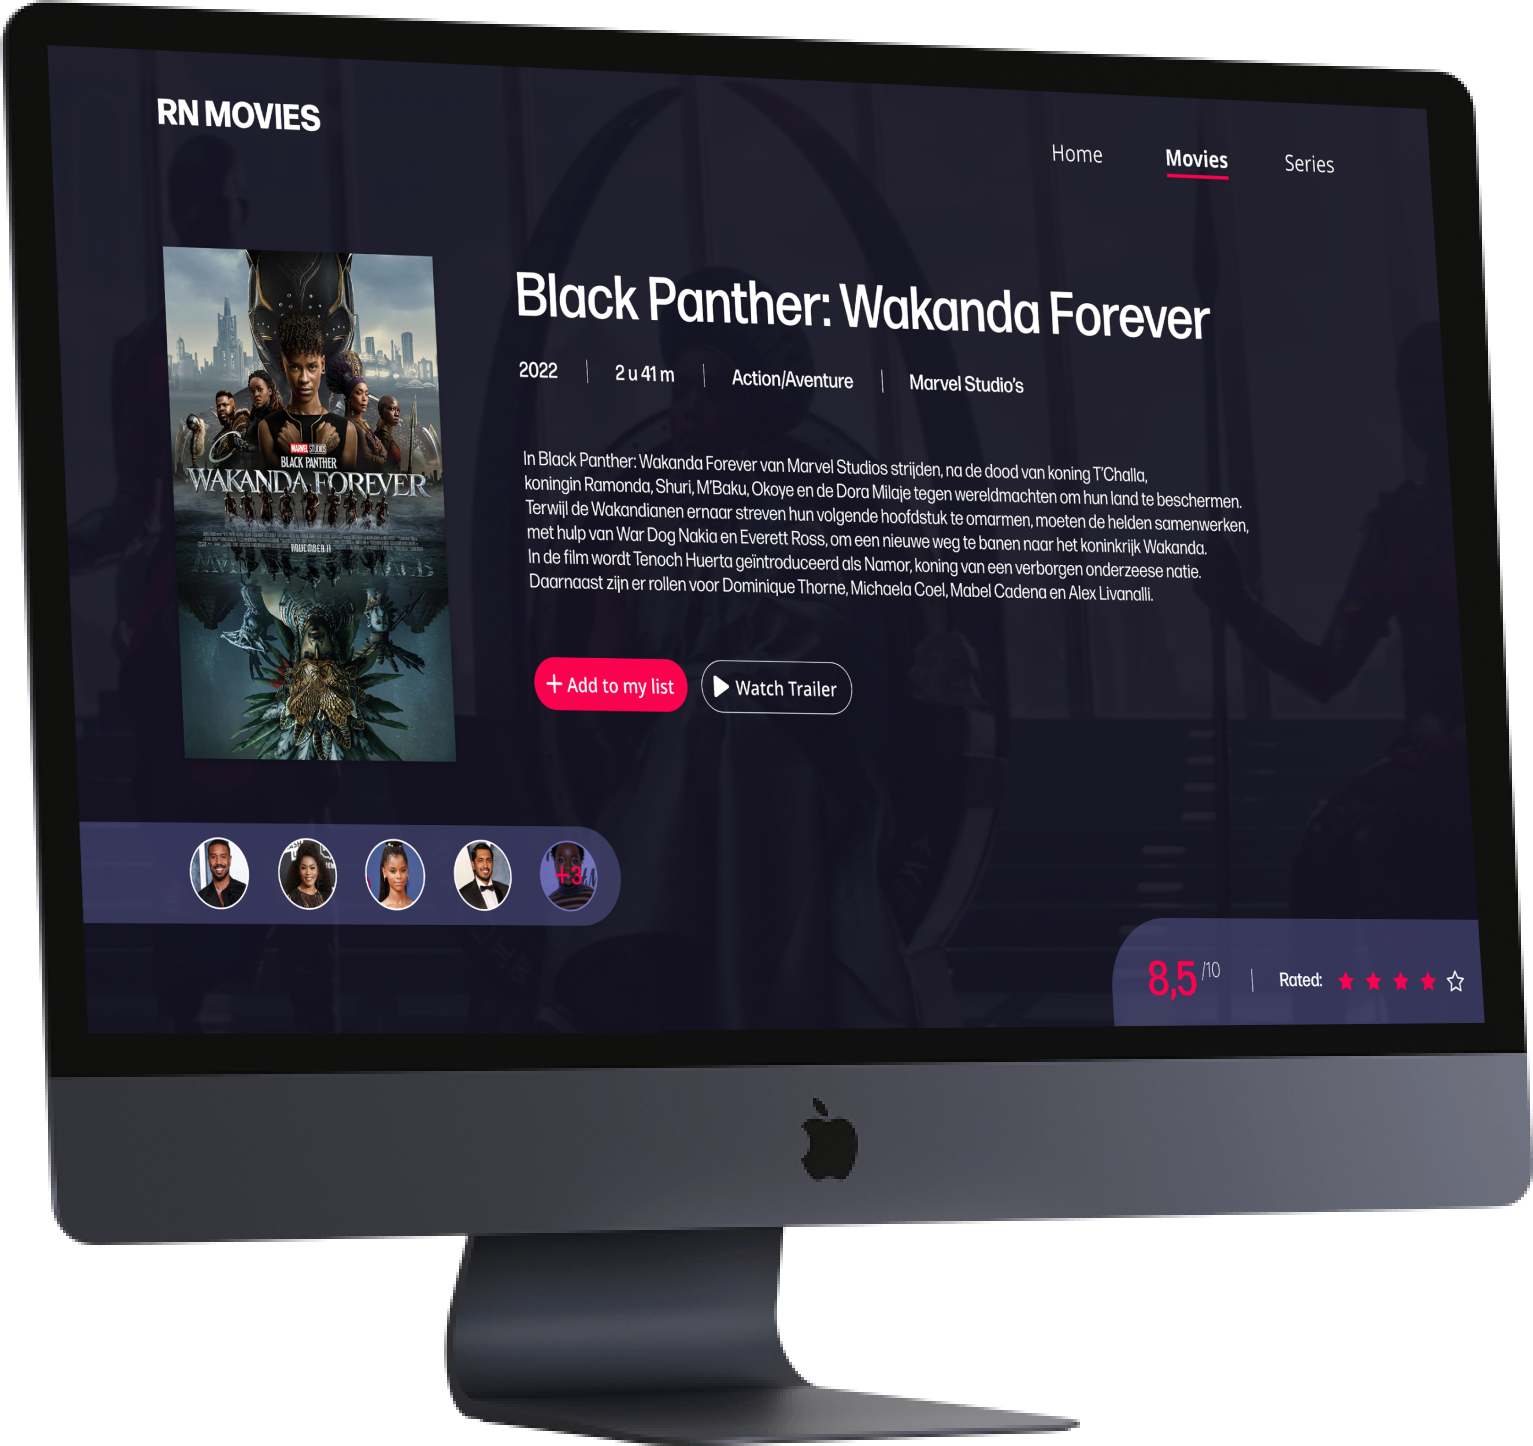 RN MOVIES
Home Movies Series
Black Panther: Wakanda Forever
2022 2 u 41 m Action/Aventure Marvel Studio's
In Black Panther: Wakanda Forever van Marvel Studios strijden, na de dood van koning T'Challa,
koningin Ramonda, Shuri, M'Baku, Okoye en de Dora Milaje tegen wereldmachten om hun land te beschermen.
Terwijl de Wakandianen ernaar streven hun volgende hoofdstuk te omarmen, moeten de helden samenwerken,
met hulp van War Dog Nakia en Everett Ross, om een nieuwe weg te banen naar het koninkrijk Wakanda.
In de film wordt Tenoch Huerta geïntroduceerd als Namor, koning van een verborgen onderzeese natie.
Daarnaast zijn er rollen voor Dominique Thorne, Michaela Coel, Mabel Cadena en Alex Livanalli.
MARVEL STUDIOS
BLACK PANTHER
WAKANDA FOREVER
NOVEMBER 11
+ Add to my list
Watch Trailer
+3
8,5 /10 Rated: